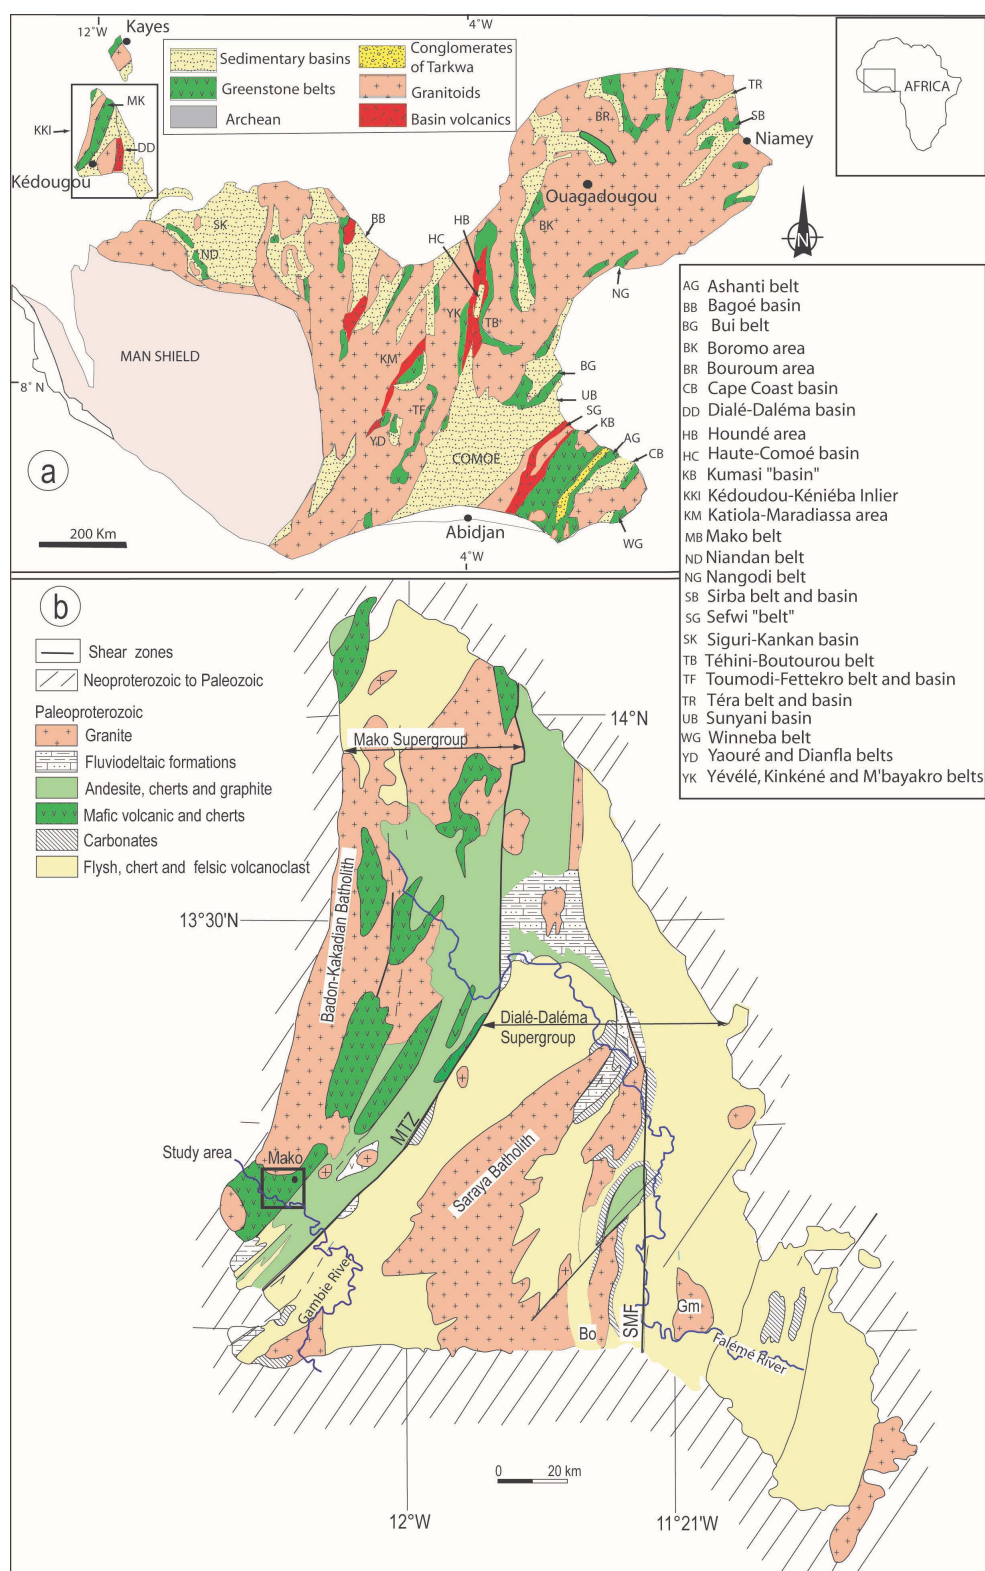 12°W
4°W
Kayes
Sedimentary basins
Conglomerates
of Tarkwa
Greenstone belts
Granitoids
Archean
Basin volcanics
AFRICA
MK
KKI
DD
Kédougou
TR
BR
SB
Niamey
Ouagadougou
SK
ND
BB
HB
HC
BK
N
NG
YK
TB
MAN SHIELD
KM
BG
8° N
UB
SG
KB
TF
AG
YD
CB
COMOE
a
200 Km
Abidjan
WG
4°W
AG Ashanti belt
BB Bagoé basin
BG Bui belt
BK Boromo area
BR Bouroum area
CB Cape Coast basin
DD Dialé-Daléma basin
HB Houndé area
HC Haute-Comoé basin
KB Kumasi "basin"
KKI Kédoudou-Kéniéba Inlier
KM Katiola-Maradiassa area
MB Mako belt
ND Niandan belt
NG Nangodi belt
SB Sirba belt and basin
SG Sefwi "belt"
SK Siguri-Kankan basin
TB Téhini-Boutourou belt
TF Toumodi-Fettekro belt and basin
TR Téra belt and basin
UB Sunyani basin
WG Winneba belt
YD Yaouré and Dianfla belts
YK Yévélé, Kinkéné and M'bayakro belts
b
Shear zones
Neoproterozoic to Paleozoic
Paleoproterozoic
Granite
Fluviodeltaic formations
Andesite, cherts and graphite
Mafic volcanic and cherts
Carbonates
Flysh, chert and felsic volcanoclast
14°N
Mako Supergroup
13°30'N
Badon-Kakadian Batholith
Dialé-Daléma
Supergroup
MTZ
Study area
Mako
Saraya Batholith
Gambie River
Gm
SMF
Bo
Falémé River
0 20 km
12°W
11°21'W